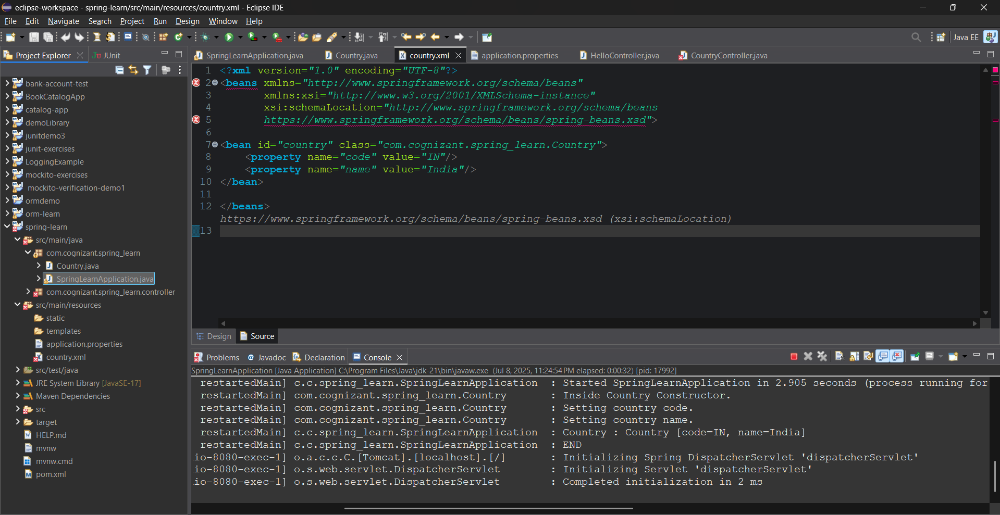 eclipse-workspace - spring-learn/src/main/resources/country.xml - Eclipse IDE
File Edit Navigate Search Project Run Design Window Help
Java EE
Project Explorer
JUnit
SpringLearnApplication.java
Country.java
country.xml
application.properties
HelloController.java
CountryController.java
bank-account-test
BookCatalogApp
catalog-app
demoLibrary
junitdemo3
junit-exercises
LoggingExample
mockito-exercises
mockito-verification-demo1
ormdemo
orm-learn
spring-learn
src/main/java
com.cognizant.spring_learn
Country.java
SpringLearnApplication.java
com.cognizant.spring_learn.controller
src/main/resources
static
templates
application.properties
country.xml
src/test/java
JRE System Library [JavaSE-17]
Maven Dependencies
src
target
HELP.md
mvnw
mvnw.cmd
pom.xml
1 <?xml version="1.0" encoding="UTF-8"?>
2 <beans xmlns="http://www.springframework.org/schema/beans"
3 xmlns:xsi="http://www.w3.org/2001/XMLSchema-instance"
4 xsi:schemaLocation="http://www.springframework.org/schema/beans
5 https://www.springframework.org/schema/beans/spring-beans.xsd">
6
7 <bean id="country" class="com.cognizant.spring_learn.Country">
8 <property name="code" value="IN"/>
9 <property name="name" value="India"/>
10 </bean>
11
12 </beans>
https://www.springframework.org/schema/beans/spring-beans.xsd (xsi:schemaLocation)
13
Design Source
Problems Javadoc Declaration Console
SpringLearnApplication [Java Application] C:\Program Files\Java\jdk-21\bin\javaw.exe (Jul 8, 2025, 11:24:54 PM elapsed: 0:00:32) [pid: 17992]
restartedMain] c.c.spring_learn.SpringLearnApplication : Started SpringLearnApplication in 2.905 seconds (process running for
restartedMain] com.cognizant.spring_learn.Country : Inside Country Constructor.
restartedMain] com.cognizant.spring_learn.Country : Setting country code.
restartedMain] com.cognizant.spring_learn.Country : Setting country name.
restartedMain] c.c.spring_learn.SpringLearnApplication : Country : Country [code=IN, name=India]
restartedMain] c.c.spring_learn.SpringLearnApplication : END
io-8080-exec-1] o.a.c.c.C.[Tomcat].[localhost].[/] : Initializing Spring DispatcherServlet 'dispatcherServlet'
io-8080-exec-1] o.s.web.servlet.DispatcherServlet : Initializing Servlet 'dispatcherServlet'
io-8080-exec-1] o.s.web.servlet.DispatcherServlet : Completed initialization in 2 ms